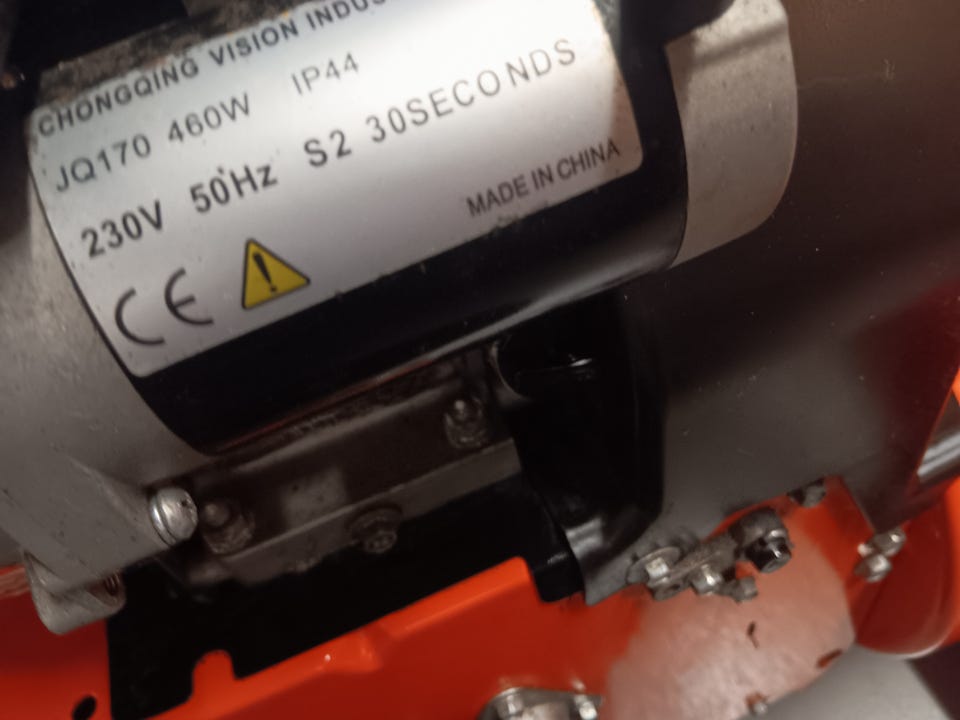 CHONGQING VISION
JQ170 460W IP44
230V 50Hz S2 30SECONDS
MADE IN CHINA
CE